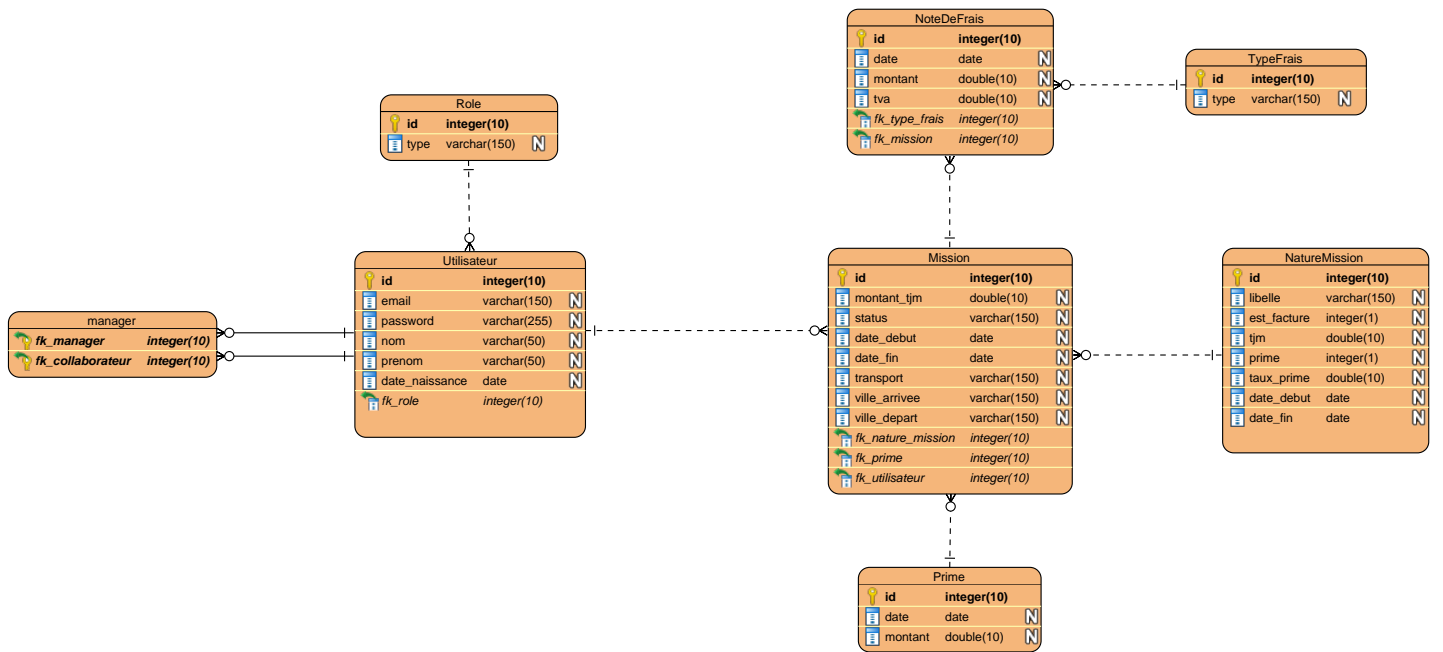 NoteDeFrais
id integer(10)
date date N
montant double(10) N
tva double(10) N
fk_type_frais integer(10)
fk_mission integer(10)
TypeFrais
id integer(10)
type varchar(150) N
Role
id integer(10)
type varchar(150) N
Utilisateur
id integer(10)
email varchar(150) N
password varchar(255) N
nom varchar(50) N
prenom varchar(50) N
date_naissance date N
fk_role integer(10)
manager
fk_manager integer(10)
fk_collaborateur integer(10)
Mission
id integer(10)
montant_tjm double(10) N
status varchar(150) N
date_debut date N
date_fin date N
transport varchar(150) N
ville_arrivee varchar(150) N
ville_depart varchar(150) N
fk_nature_mission integer(10)
fk_prime integer(10)
fk_utilisateur integer(10)
NatureMission
id integer(10)
libelle varchar(150) N
est_facture integer(1) N
tjm double(10) N
prime integer(1) N
taux_prime double(10) N
date_debut date N
date_fin date N
Prime
id integer(10)
date date N
montant double(10) N